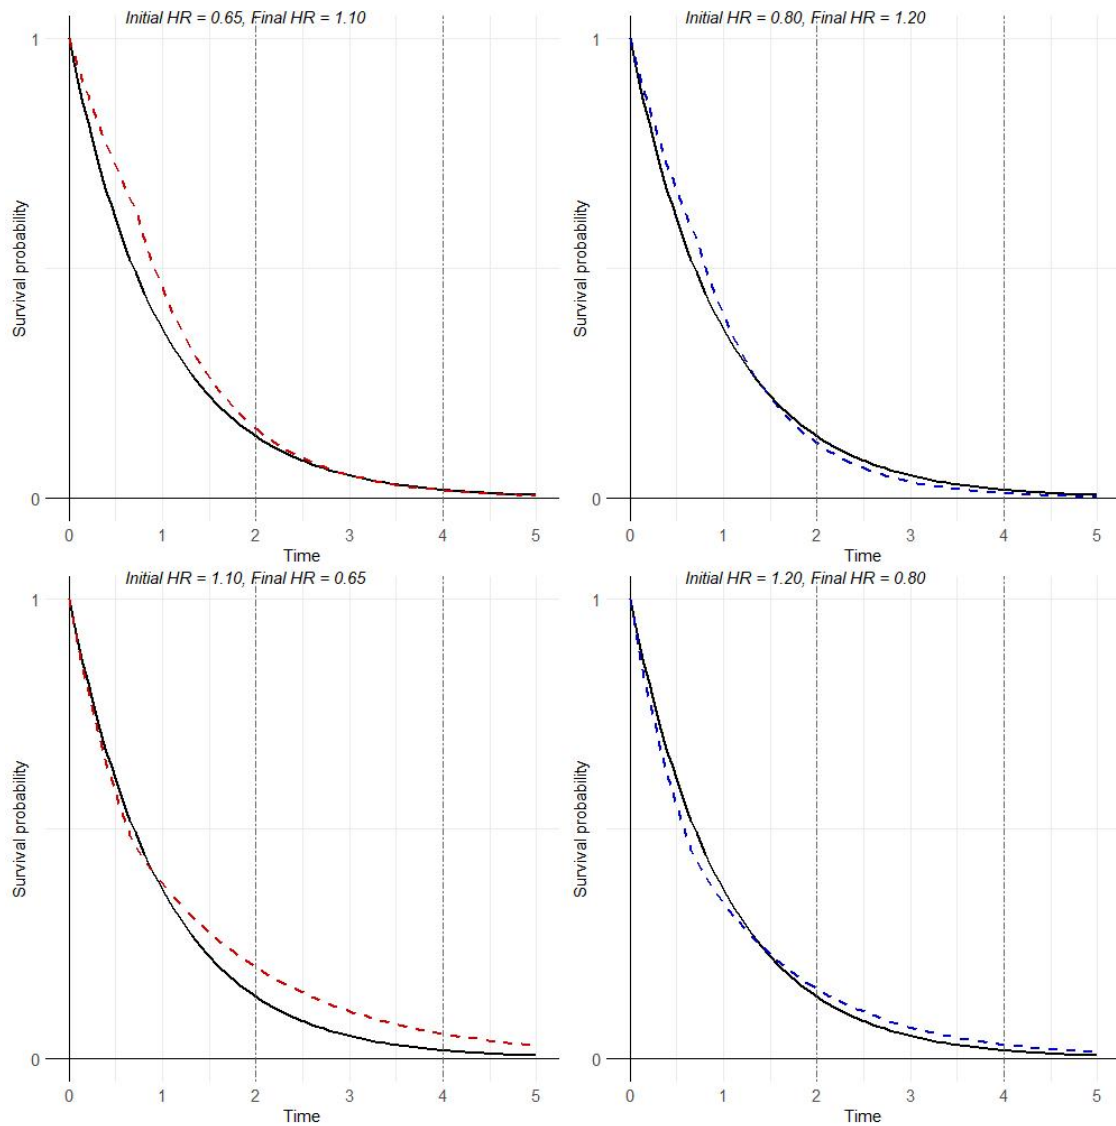 Initial HR = 0.65, Final HR = 1.10
1
0
Survival probability
0 1 2 3 4 5
Time
Initial HR = 0.80, Final HR = 1.20
1
0
Survival probability
0 1 2 3 4 5
Time
Initial HR = 1.10, Final HR = 0.65
1
0
Survival probability
0 1 2 3 4 5
Time
Initial HR = 1.20, Final HR = 0.80
1
0
Survival probability
0 1 2 3 4 5
Time